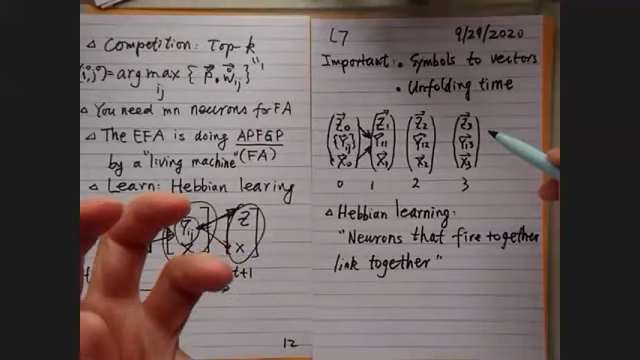 △ Competition: Top k
(i,j)=arg max {p⃗·w⃗ij}"1
ij
△ You need mn neurons for FA
△ The EFA is doing APFGP
by a "living machine" (FA)
△ Learn: Hebbian learing
Yij Z
X X
t+1
12
L7 9/29/2020
Important: • Symbols to vectors
• Unfolding time
z⃗0 z⃗1 z⃗2 z⃗3
{Y⃗ij} Y⃗11 Y⃗12 Y⃗13
x⃗0 x⃗1 x⃗2 x⃗3
0 1 2 3
△ Hebbian learning:
"Neurons that fire together
link together"